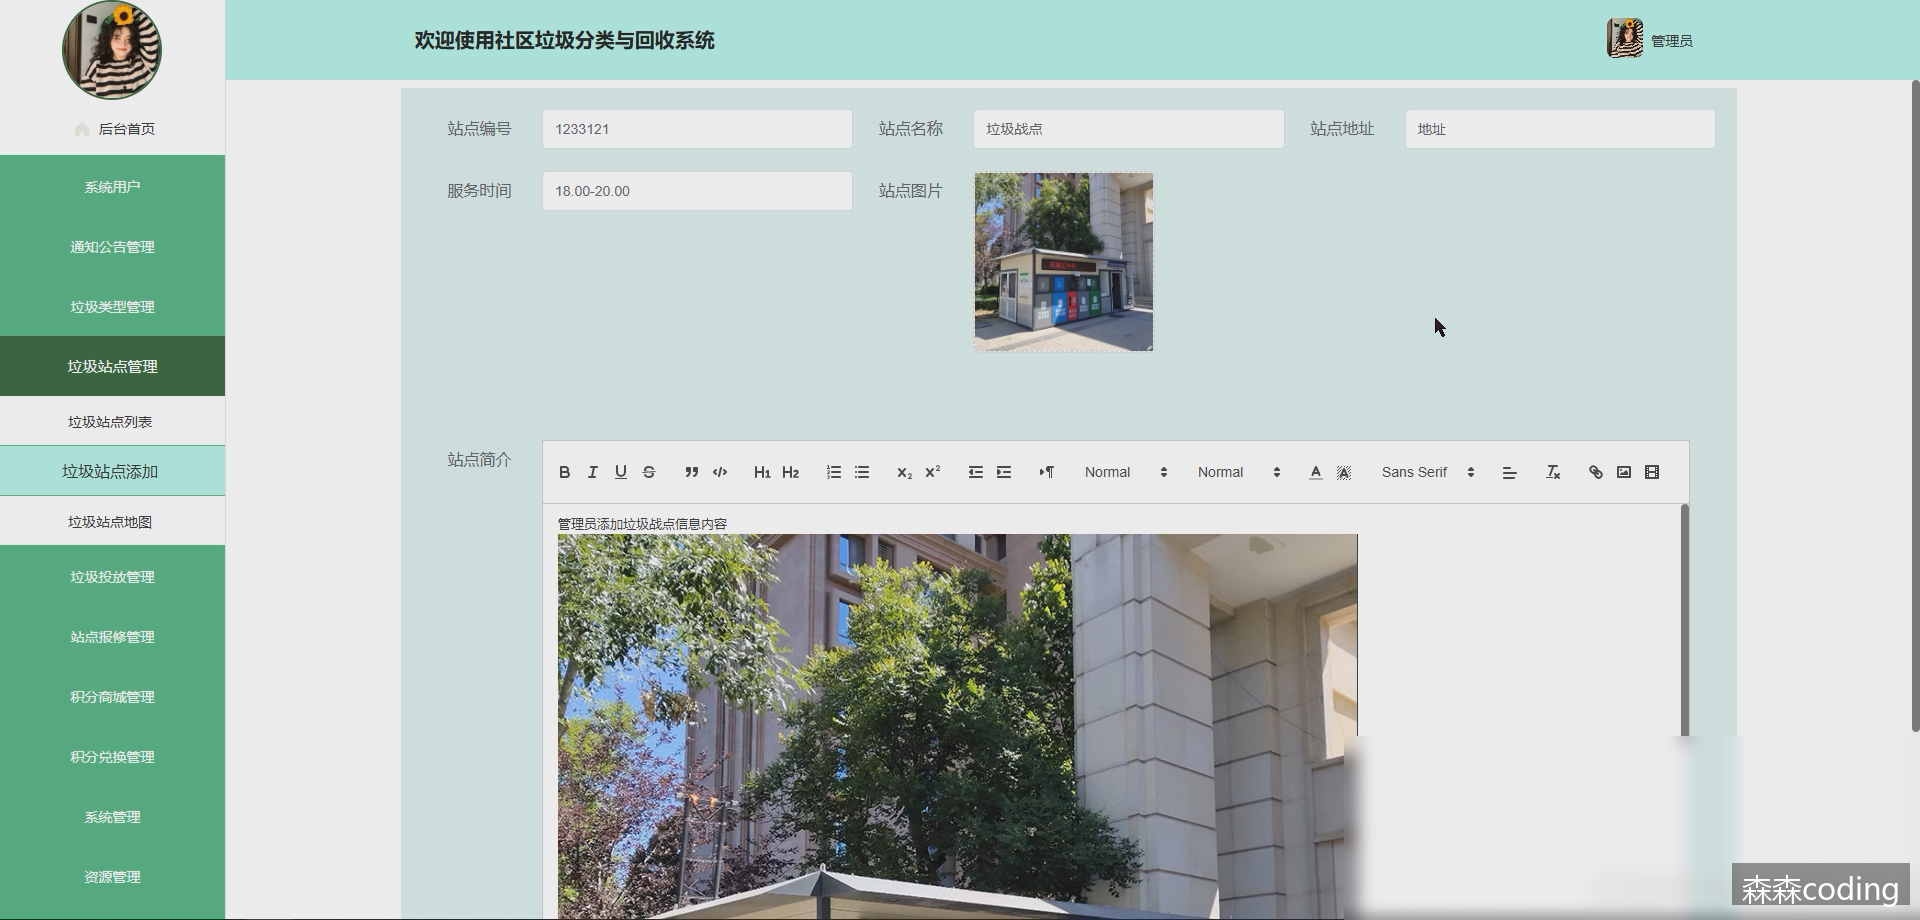 欢迎使用社区垃圾分类与回收系统
管理员
后台首页
系统用户
通知公告管理
垃圾类型管理
垃圾站点管理
垃圾站点列表
垃圾站点添加
垃圾站点地图
垃圾投放管理
站点报修管理
积分商城管理
积分兑换管理
系统管理
资源管理
站点编号 1233121 站点名称 垃圾战点 站点地址 地址
服务时间 18.00-20.00 站点图片
站点简介
B I U S H1 H2 X2 X2 Normal Normal A A Sans Serif Tx
管理员添加垃圾战点信息内容
森森coding